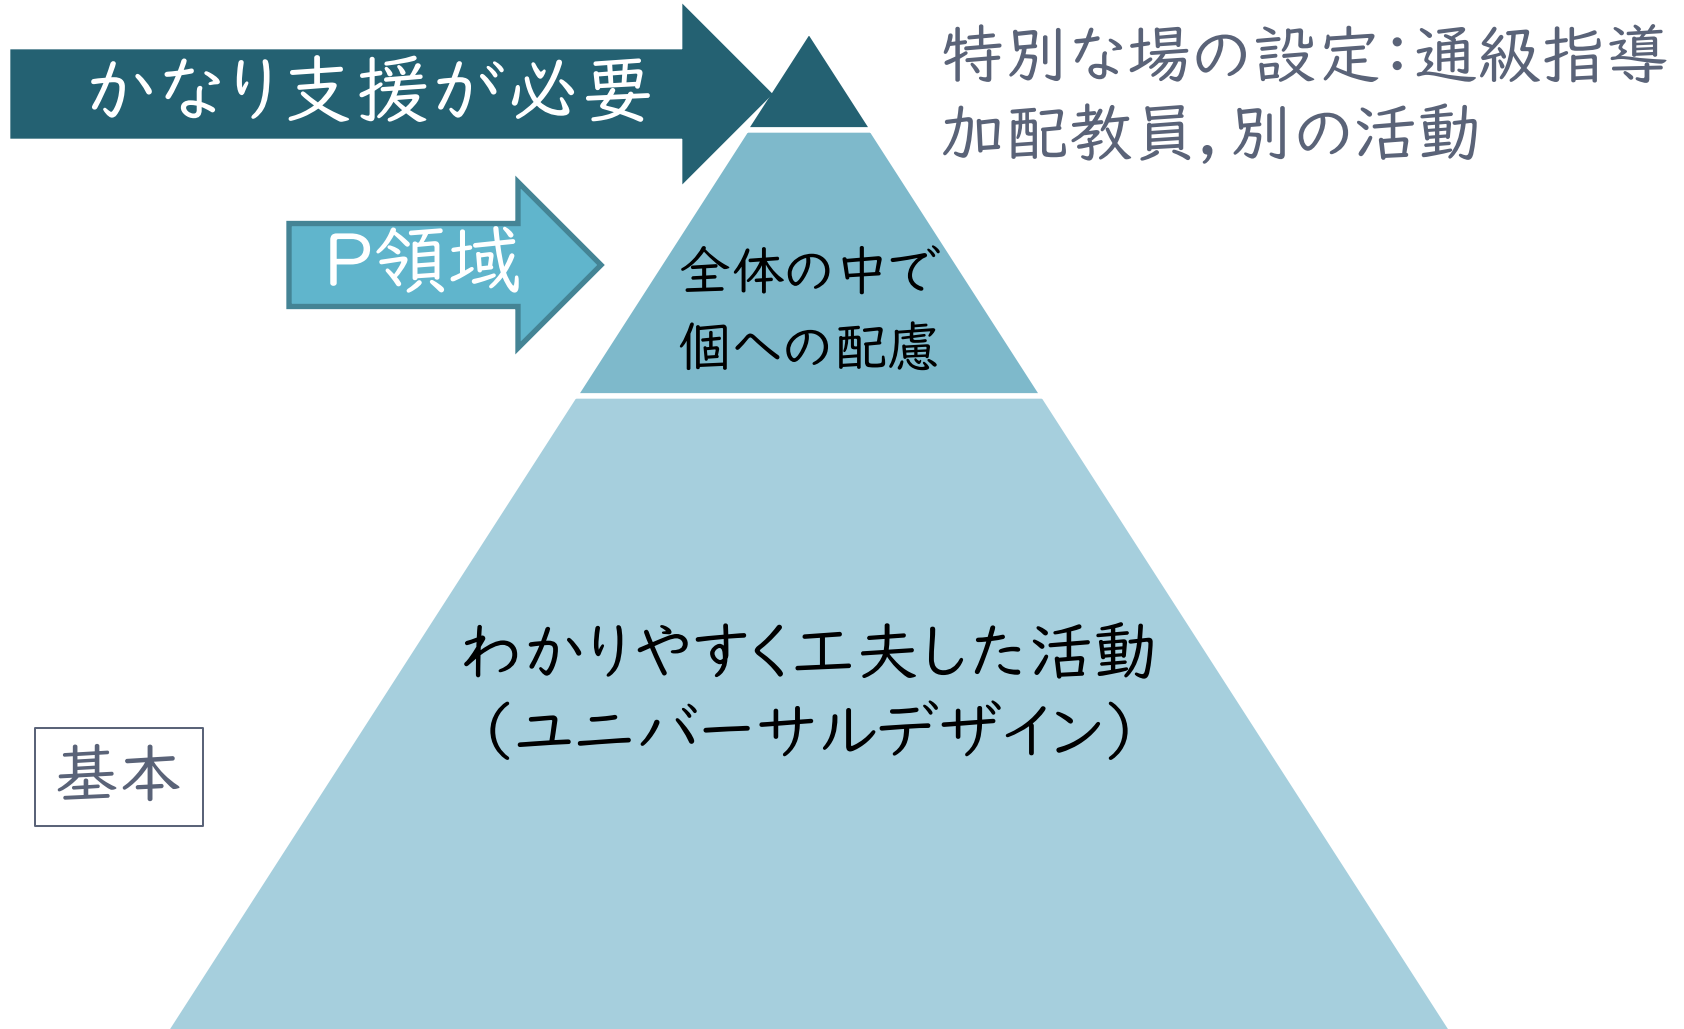 かなり支援が必要
特別な場の設定：通級指導
加配教員，別の活動
P領域
全体の中で
個への配慮
わかりやすく工夫した活動
（ユニバーサルデザイン）
基本